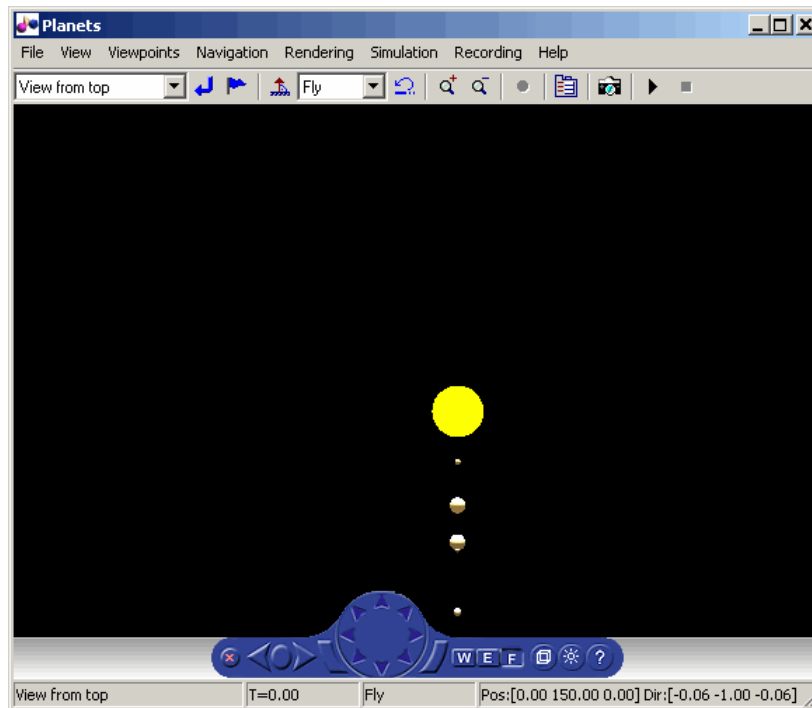 Planets
File View Viewpoints Navigation Rendering Simulation Recording Help
View from top Fly
W E F ?
View from top T=0.00 Fly Pos:[0.00 150.00 0.00] Dir:[-0.06 -1.00 -0.06]